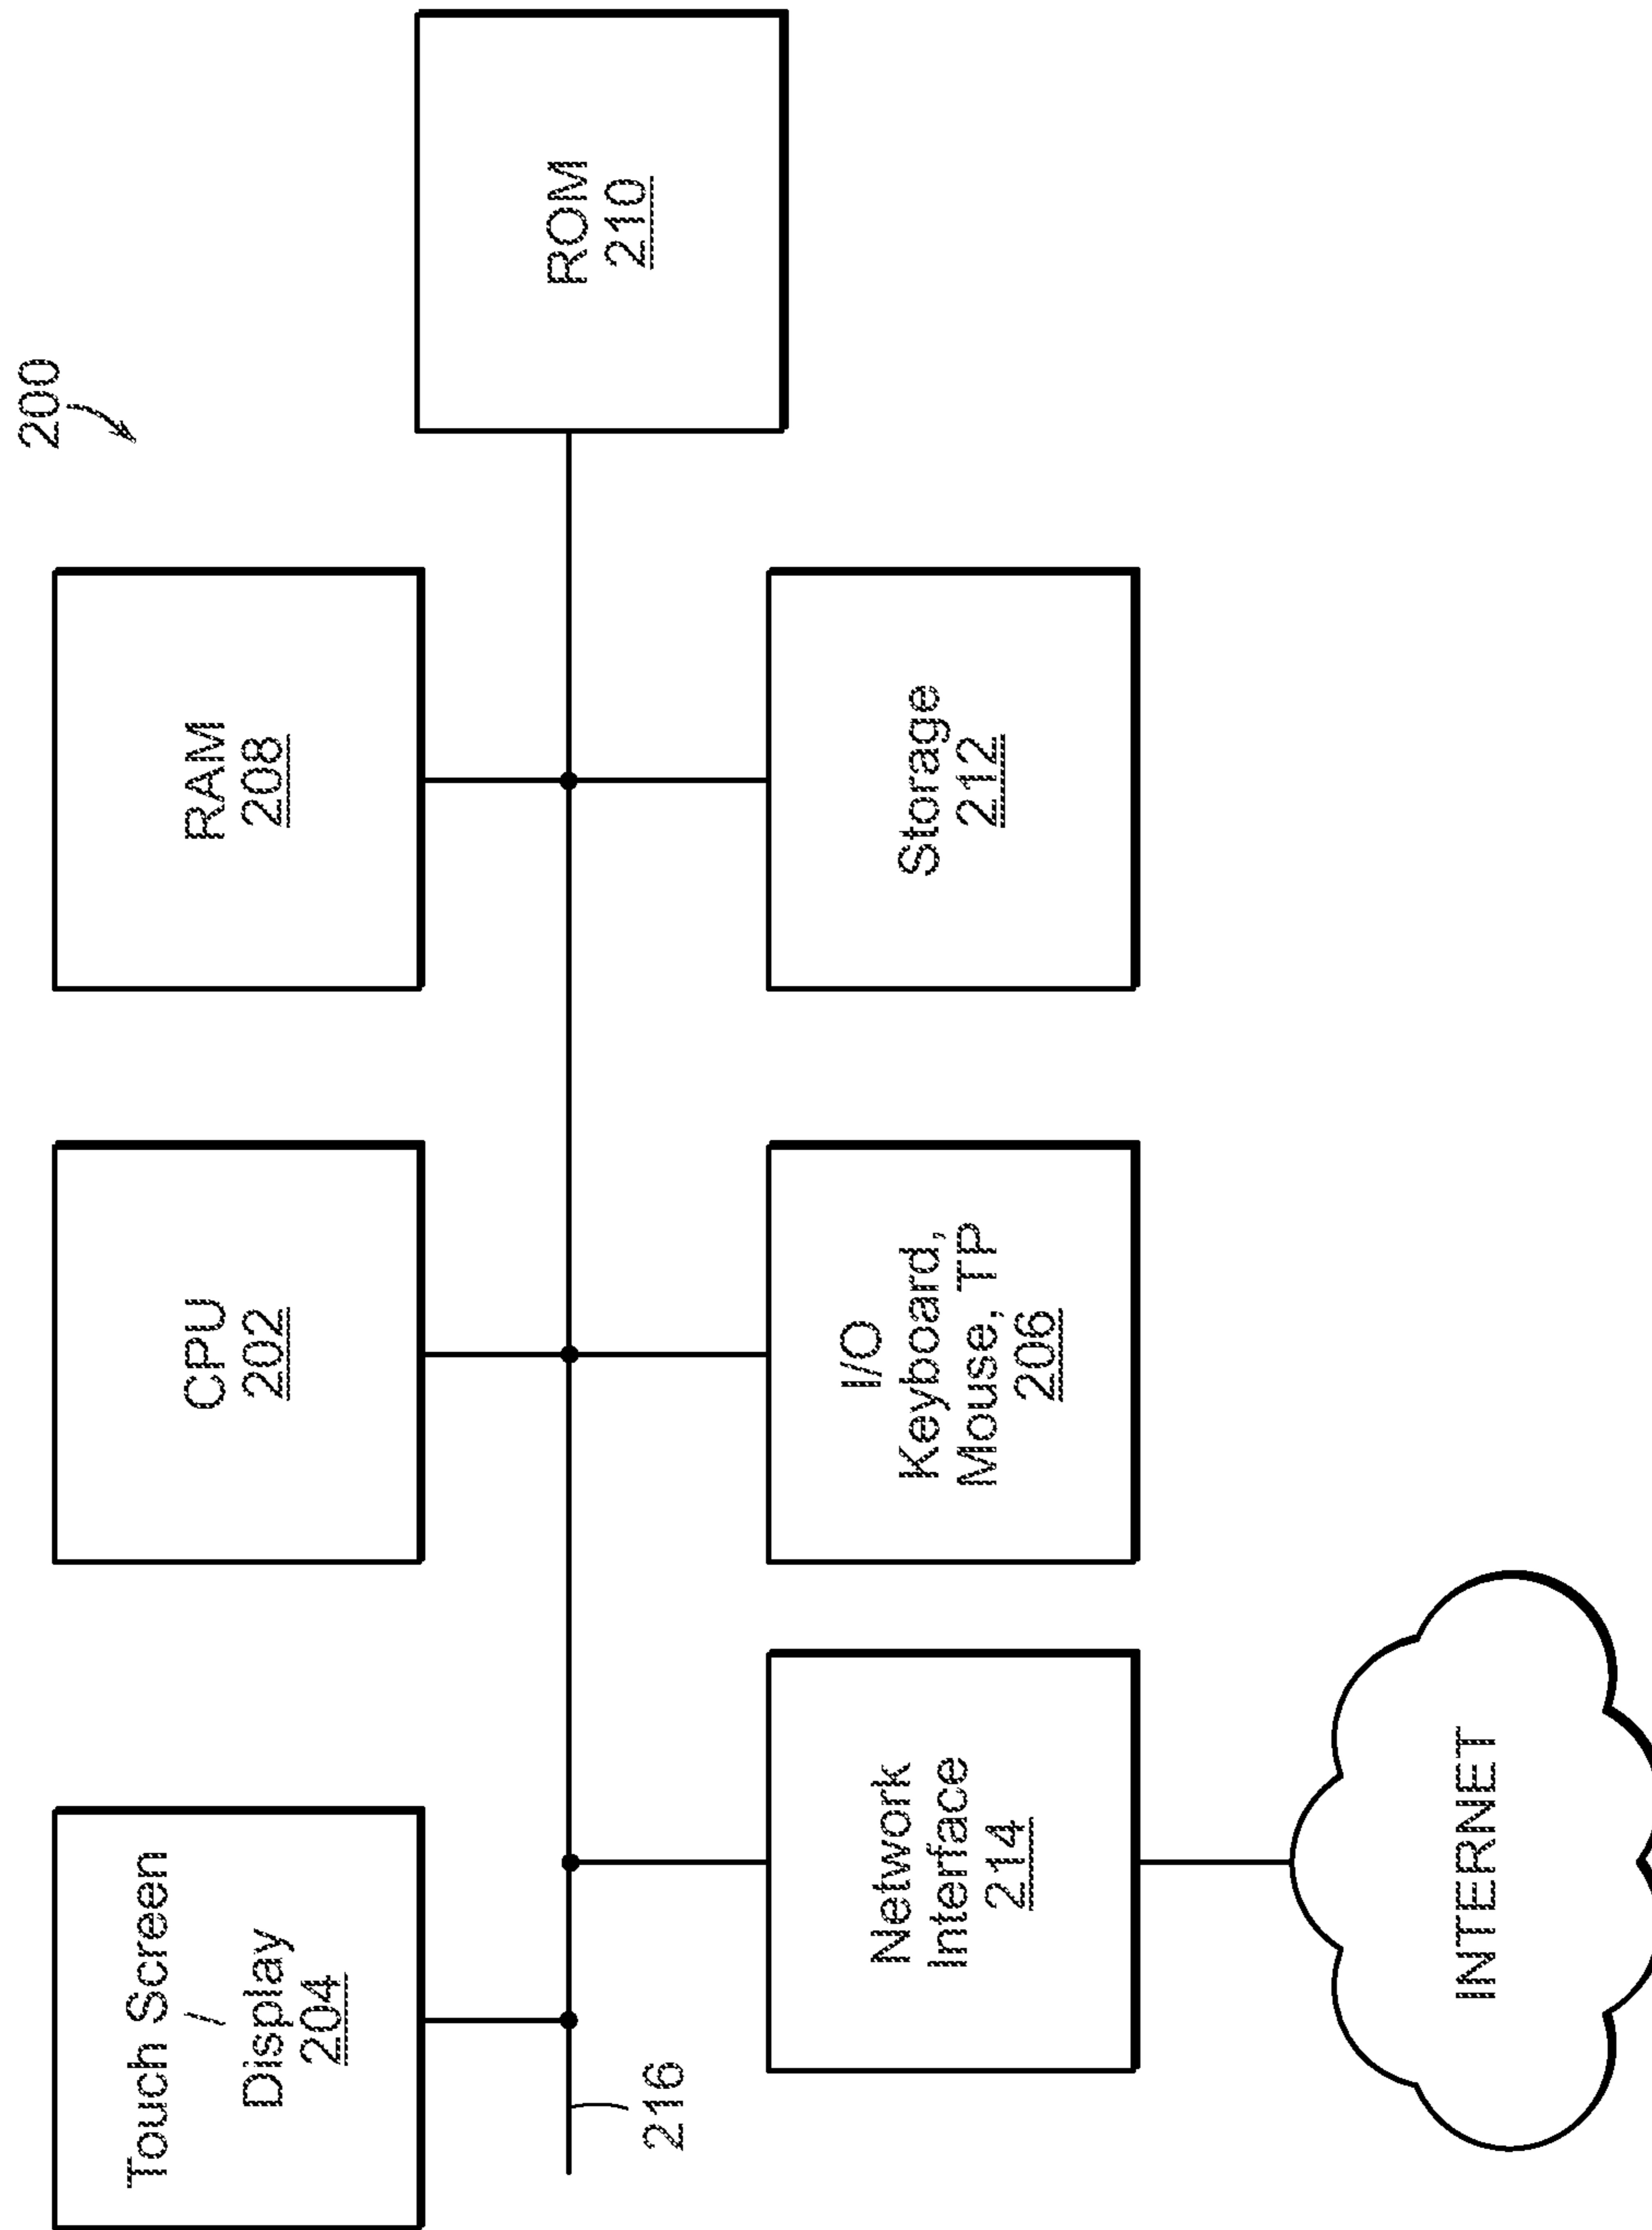 200
Touch Screen
/
Display
204
CPU
202
RAM
208
ROM
210
216
Network
Interface
214
I/O
Keyboard,
Mouse, TP
206
Storage
212
INTERNET